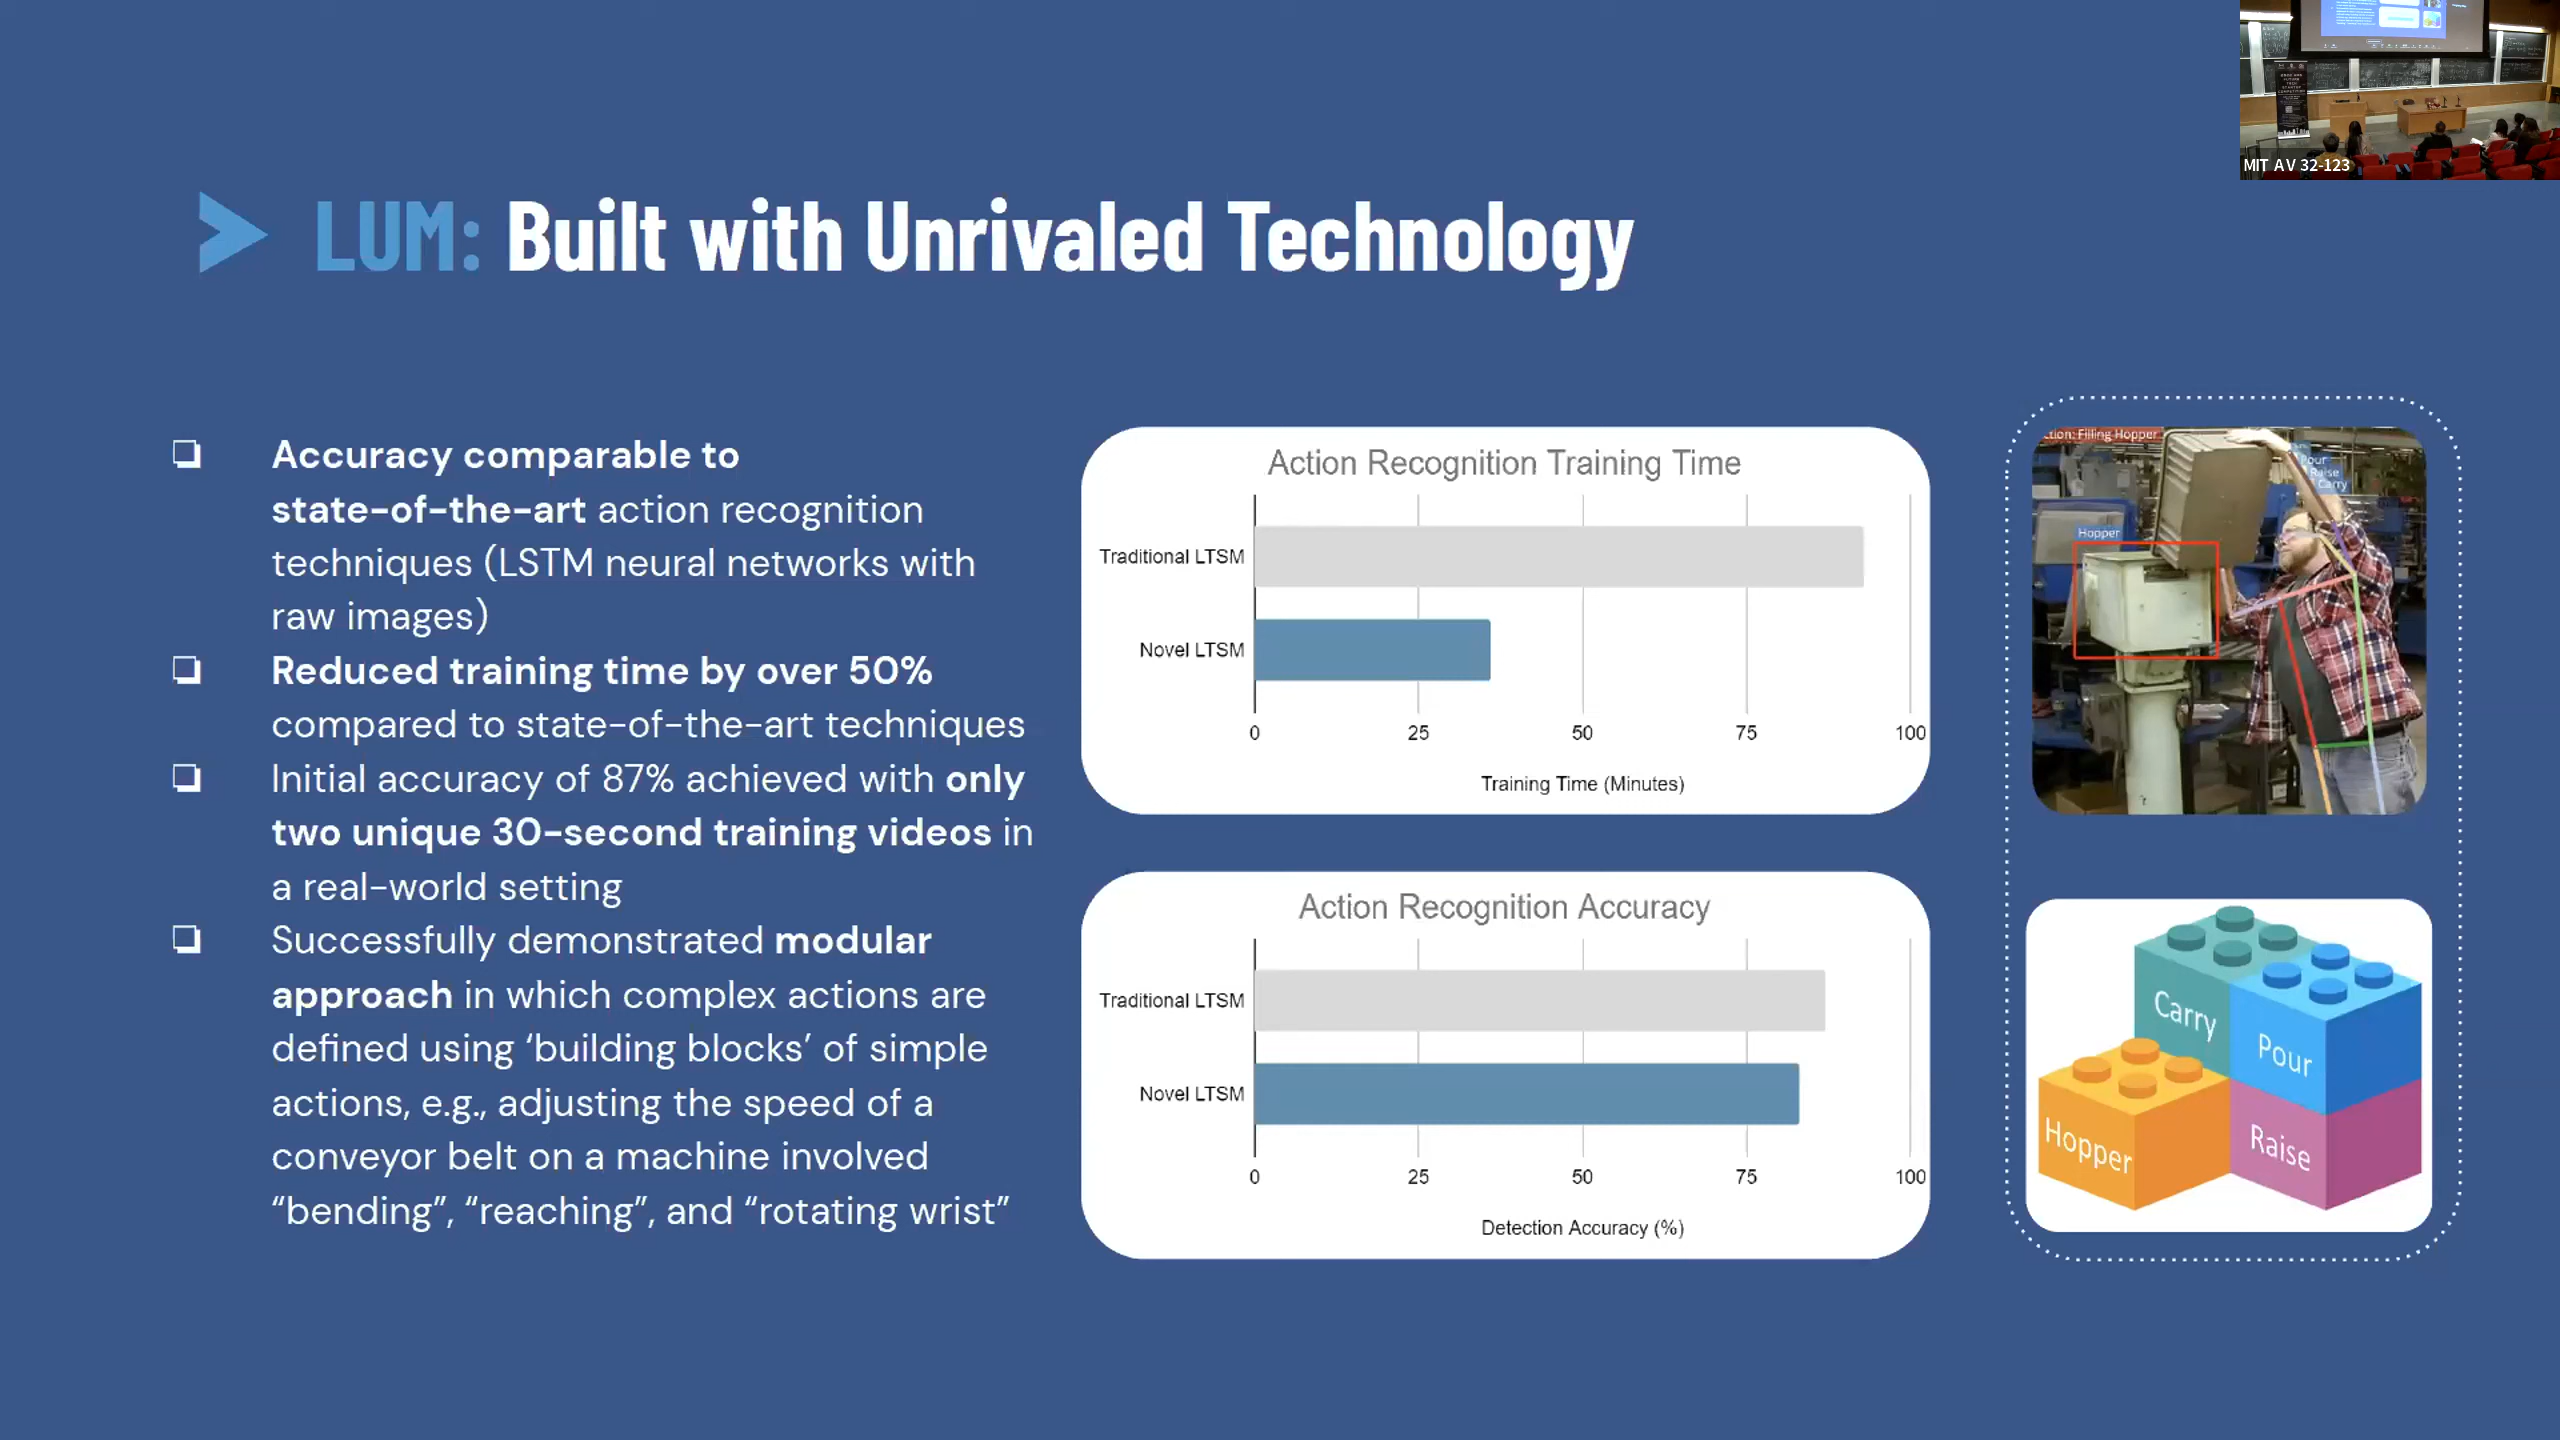 MIT AV 32-123
> LUM: Built with Unrivaled Technology
❏ Accuracy comparable to
state-of-the-art action recognition
techniques (LSTM neural networks with
raw images)
❏ Reduced training time by over 50%
compared to state-of-the-art techniques
❏ Initial accuracy of 87% achieved with only
two unique 30-second training videos in
a real-world setting
❏ Successfully demonstrated modular
approach in which complex actions are
defined using ‘building blocks’ of simple
actions, e.g., adjusting the speed of a
conveyor belt on a machine involved
“bending”, “reaching”, and “rotating wrist”
Action Recognition Training Time
Traditional LTSM
Novel LTSM
0 25 50 75 100
Training Time (Minutes)
Action Recognition Accuracy
Traditional LTSM
Novel LTSM
0 25 50 75 100
Detection Accuracy (%)
tion: Filling Hopper
Pour
Raise
Carry
Hopper
Carry
Pour
Hopper
Raise